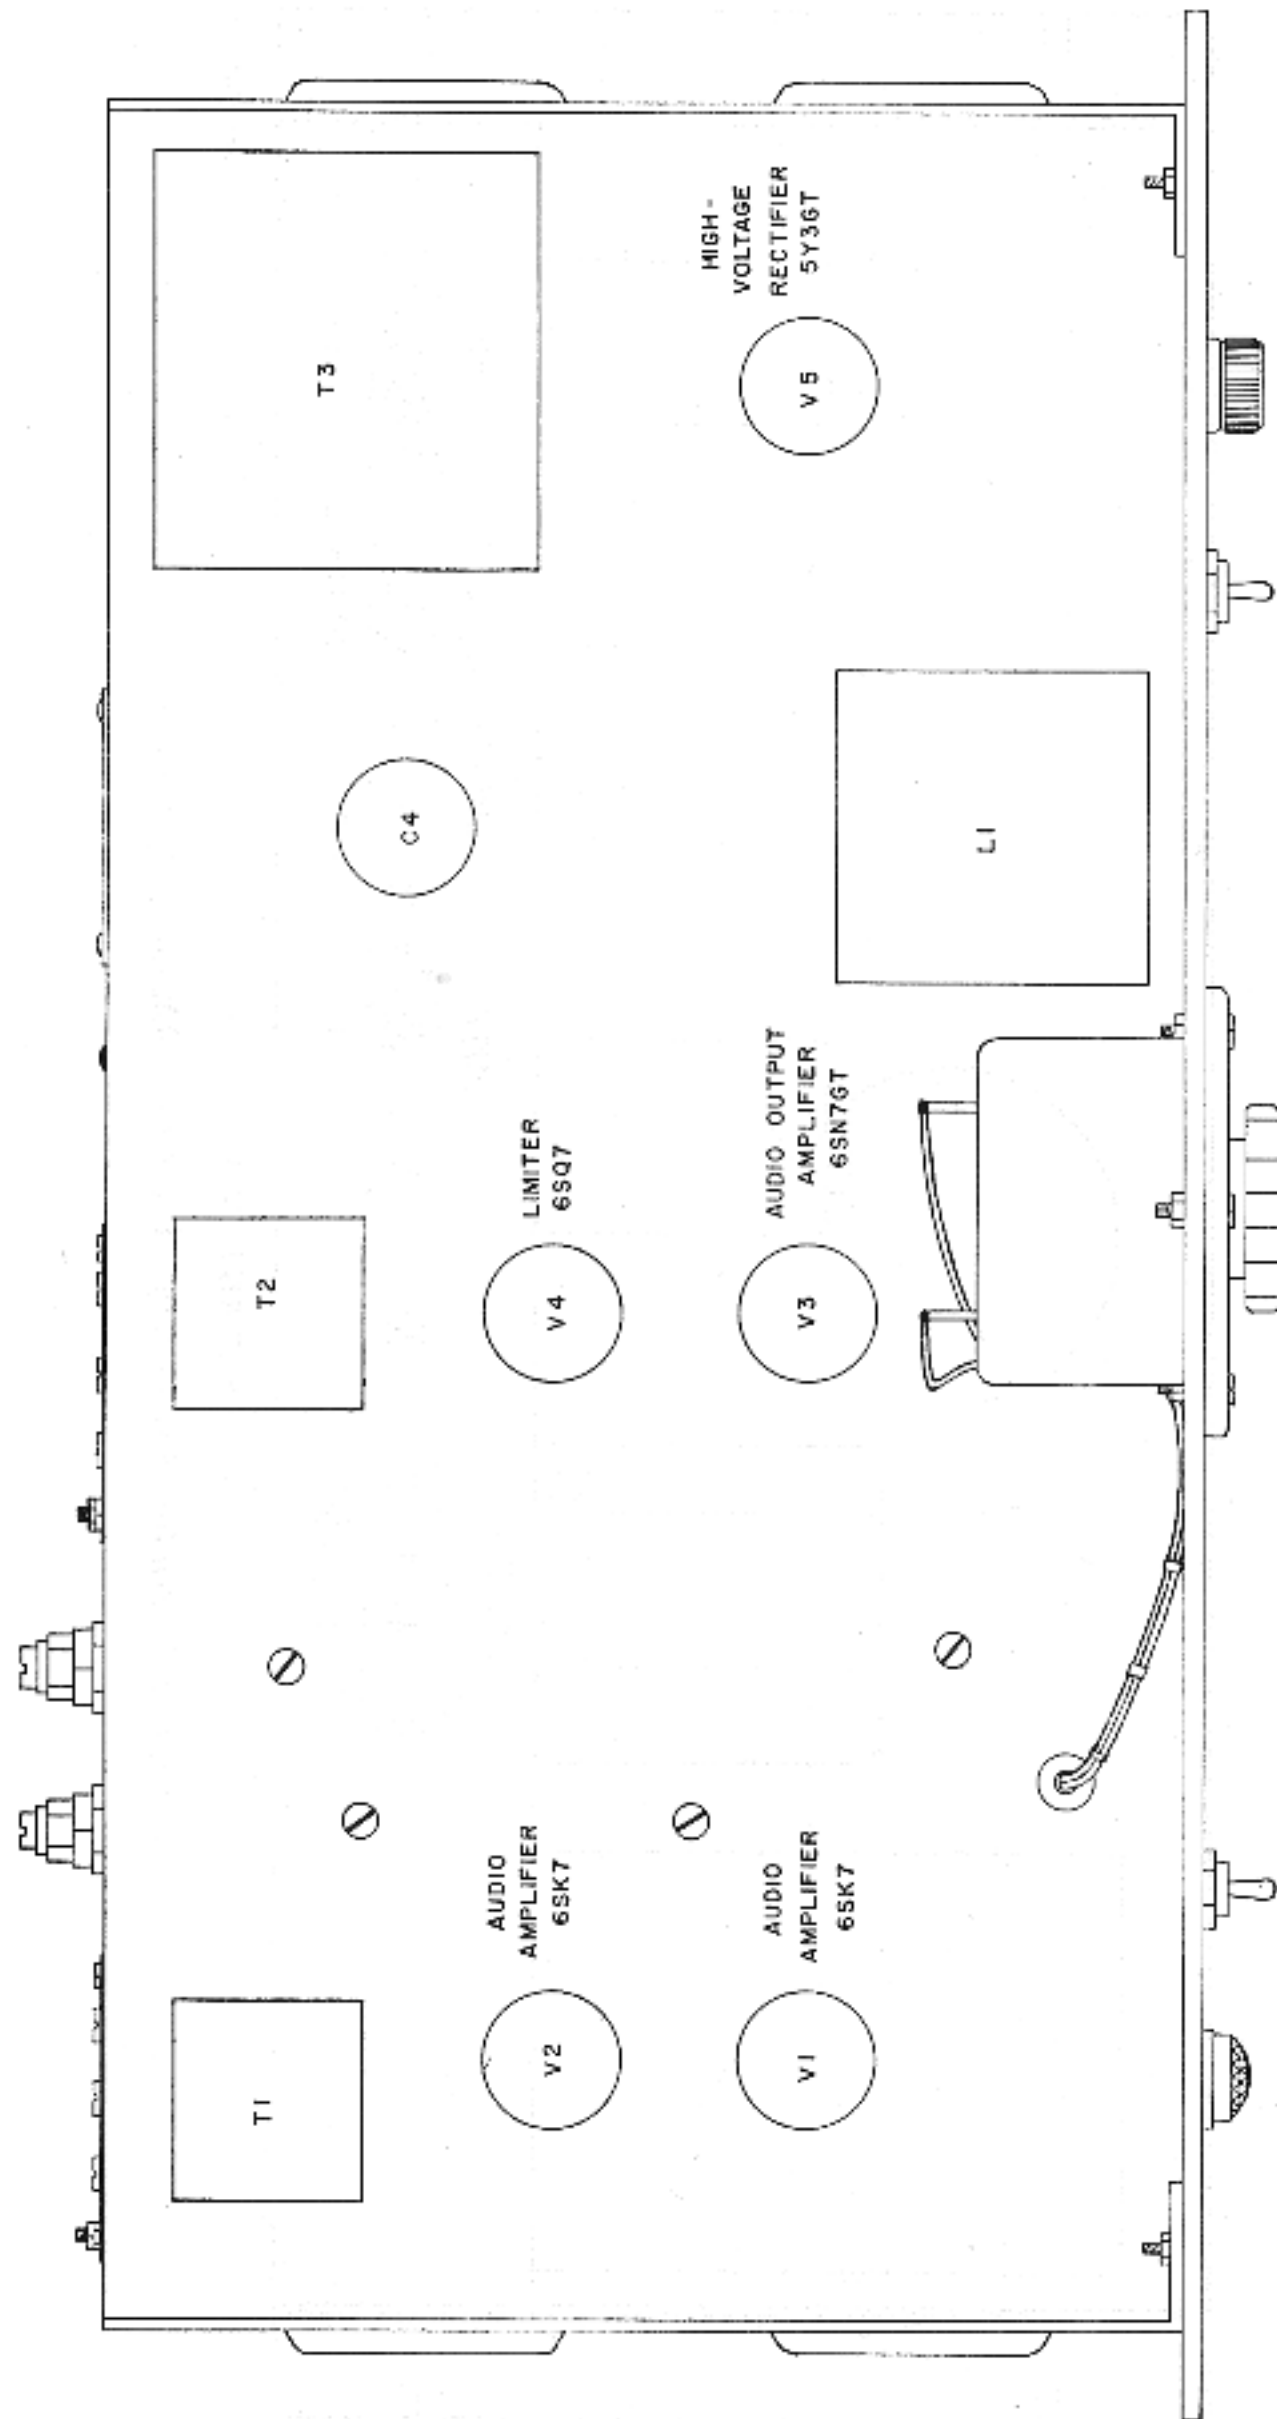 T1
T2
C4
T3
AUDIO
AMPLIFIER
6SK7
V2
LIMITER
6SQ7
V4
HIGH-
VOLTAGE
RECTIFIER
5Y3GT
V5
AUDIO
AMPLIFIER
6SK7
V1
AUDIO OUTPUT
AMPLIFIER
6SN7GT
V3
L1